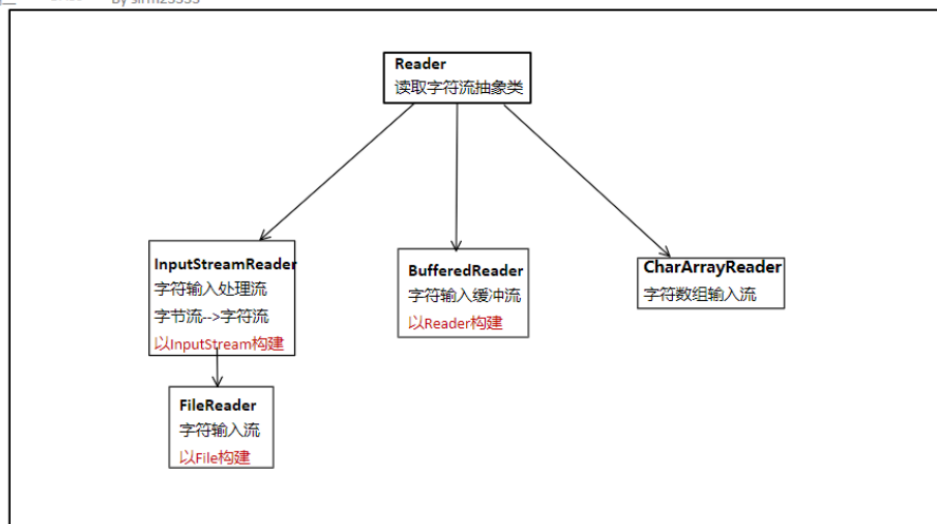 By
Reader
读取字符流抽象类
InputStreamReader
字符输入处理流
字节流-->字符流
以InputStream构建
BufferedReader
字符输入缓冲流
以Reader构建
CharArrayReader
字符数组输入流
FileReader
字符输入流
以File构建